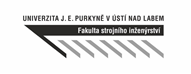 UNIVERZITA J. E. PURKYNĚ V ÚSTÍ NAD LABEM
Fakulta strojního inženýrství